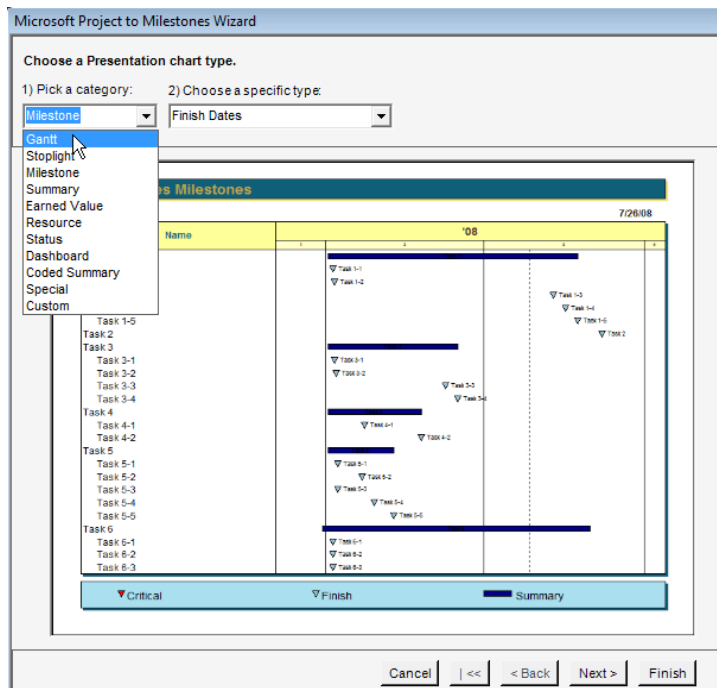 Microsoft Project to Milestones Wizard
Choose a Presentation chart type.
1) Pick a category: 2) Choose a specific type:
Milestone Finish Dates
Gantt
Stoplight
Milestone
Summary
Earned Value
Resource
Status
Dashboard
Coded Summary
Special
Custom
es Milestones
7/26/08
Name '08
Task 1-1
Task 1-2
Task 1-3
Task 1-4
Task 1-5 Task 1-5
Task 2 Task 2
Task 3
Task 3-1 Task 3-1
Task 3-2 Task 3-2
Task 3-3 Task 3-3
Task 3-4 Task 3-4
Task 4
Task 4-1 Task 4-1
Task 4-2 Task 4-2
Task 5
Task 5-1 Task 5-1
Task 5-2 Task 5-2
Task 5-3 Task 5-3
Task 5-4 Task 5-4
Task 5-5 Task 5-5
Task 6
Task 6-1 Task 6-1
Task 6-2 Task 6-2
Task 6-3 Task 6-3
Critical Finish Summary
Cancel |<< < Back Next > Finish